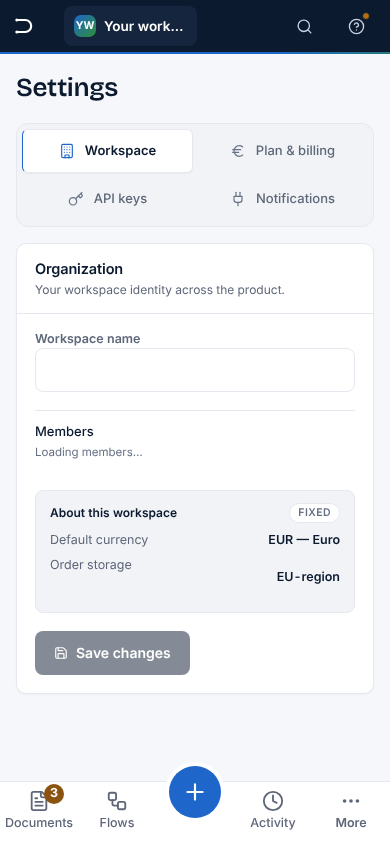 YW Your work...
Settings
Workspace
Plan & billing
API keys
Notifications
Organization
Your workspace identity across the product.
Workspace name
Members
Loading members...
About this workspace
FIXED
Default currency
EUR — Euro
Order storage
EU-region
Save changes
3
Documents
Flows
Activity
More